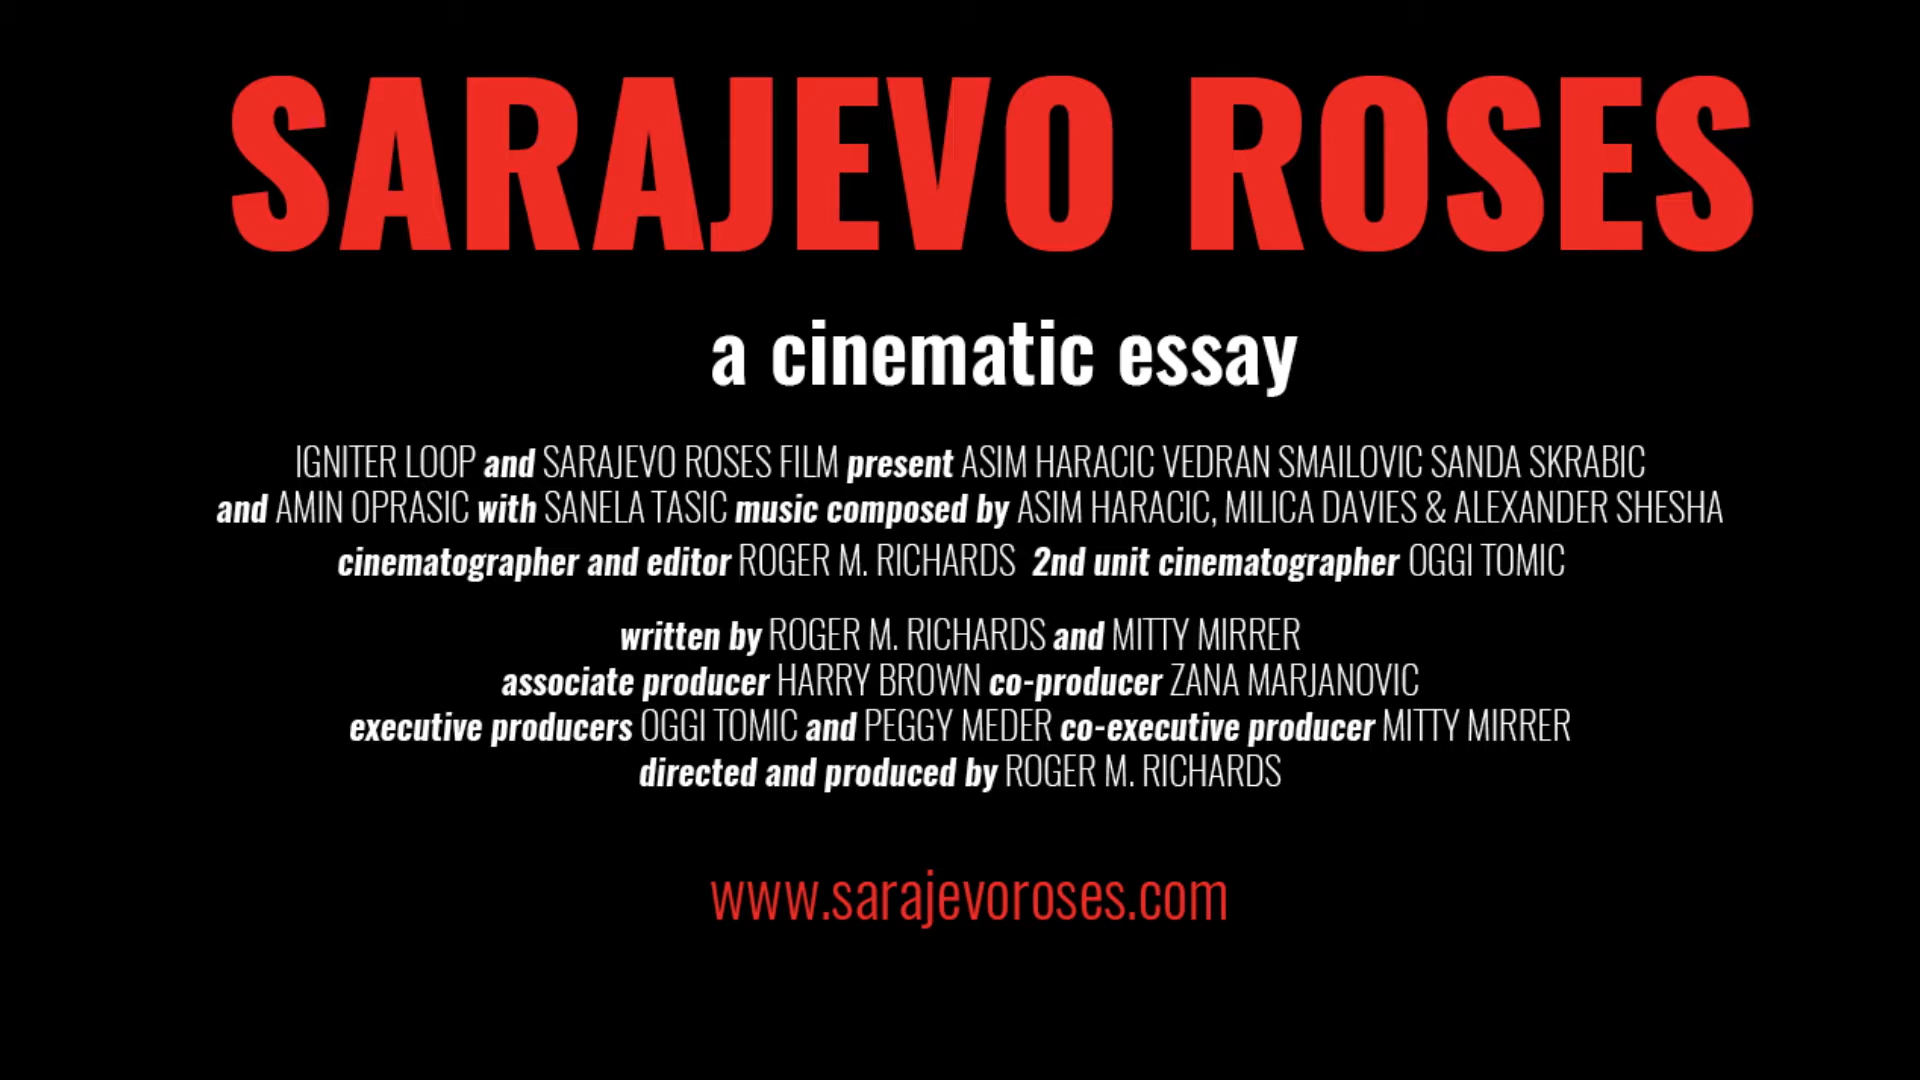 SARAJEVO ROSES
a cinematic essay
IGNITER LOOP and SARAJEVO ROSES FILM present ASIM HARACIC VEDRAN SMAILOVIC SANDA SKRABIC
and AMIN OPRASIC with SANELA TASIC music composed by ASIM HARACIC, MILICA DAVIES & ALEXANDER SHESHA
cinematographer and editor ROGER M. RICHARDS 2nd unit cinematographer OGGI TOMIC
written by ROGER M. RICHARDS and MITTY MIRRER
associate producer HARRY BROWN co-producer ZANA MARJANOVIC
executive producers OGGI TOMIC and PEGGY MEDER co-executive producer MITTY MIRRER
directed and produced by ROGER M. RICHARDS
www.sarajevoroses.com